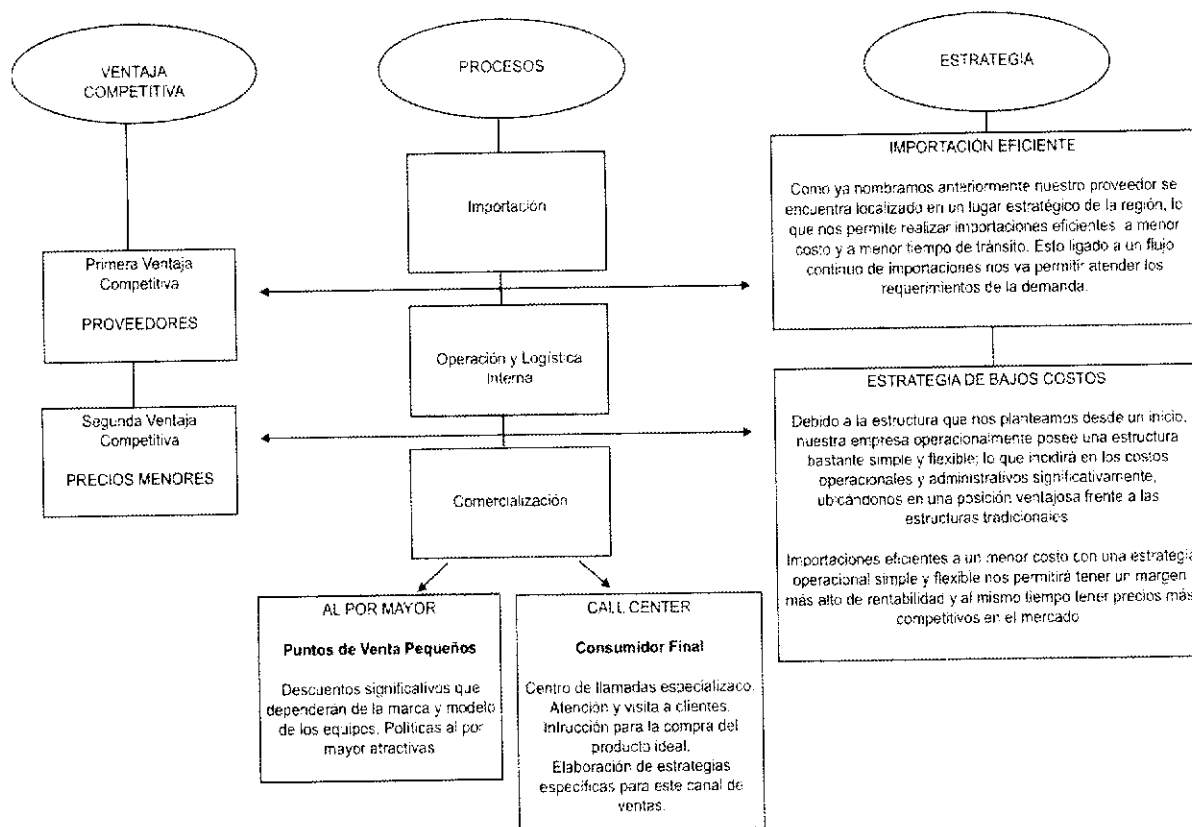 VENTAJA
COMPETITIVA
Primera Ventaja
Competitiva
PROVEEDORES
Segunda Ventaja
Competitiva
PRECIOS MENORES
PROCESOS
Importación
Operación y Logística
Interna
Comercialización
AL POR MAYOR
Puntos de Venta Pequeños
Descuentos significativos que
dependerán de la marca y modelo
de los equipos. Políticas al por
mayor atractivas
CALL CENTER
Consumidor Final
Centro de llamadas especializaco.
Atención y visita a clientes.
Intrucción para la compra del
producto ideal.
Elaboración de estrategias
específicas para este canal de
ventas.
ESTRATEGIA
IMPORTACIÓN EFICIENTE
Como ya nombramos anteriormente nuestro proveedor se
encuentra localizado en un lugar estratégico de la región, lo
que nos permite realizar importaciones eficientes a menor
costo y a menor tiempo de tránsito. Esto ligado a un flujo
continuo de importaciones nos va permitir atender los
requerimientos de la demanda.
ESTRATEGIA DE BAJOS COSTOS
Debido a la estructura que nos planteamos desde un inicio,
nuestra empresa operacionalmente posee una estructura
bastante simple y flexible; lo que incidirá en los costos
operacionales y administrativos significativamente,
ubicándonos en una posición ventajosa frente a las
estructuras tradicionales
Importaciones eficientes a un menor costo con una estrategia
operacional simple y flexible nos permitirá tener un margen
más alto de rentabilidad y al mismo tiempo tener precios más
competitivos en el mercado